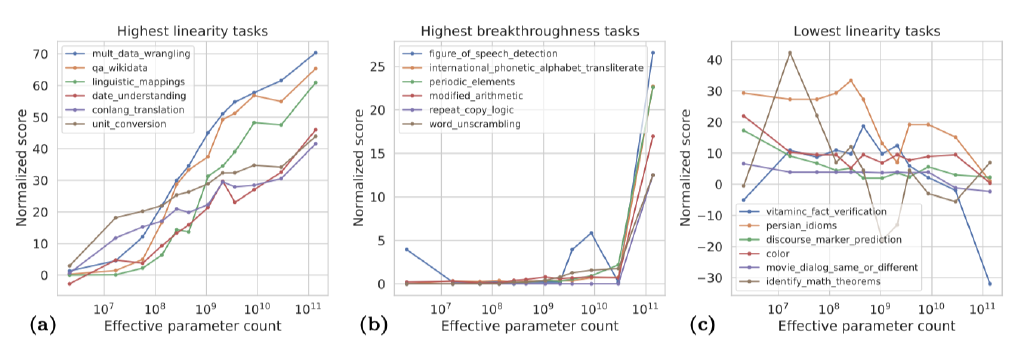 Highest linearity tasks
Normalized score
70
60
50
40
30
20
10
0
mult_data_wrangling
qa_wikidata
linguistic_mappings
date_understanding
conlang_translation
unit_conversion
10^7
10^8
10^9
10^10
10^11
(a)
Effective parameter count
Highest breakthroughness tasks
Normalized score
25
20
15
10
5
0
figure_of_speech_detection
international_phonetic_alphabet_transliterate
periodic_elements
modified_arithmetic
repeat_copy_logic
word_unscrambling
10^7
10^8
10^9
10^10
10^11
(b)
Effective parameter count
Lowest linearity tasks
Normalized score
40
30
20
10
0
−10
−20
−30
vitaminc_fact_verification
persian_idioms
discourse_marker_prediction
color
movie_dialog_same_or_different
identify_math_theorems
10^7
10^8
10^9
10^10
10^11
(c)
Effective parameter count